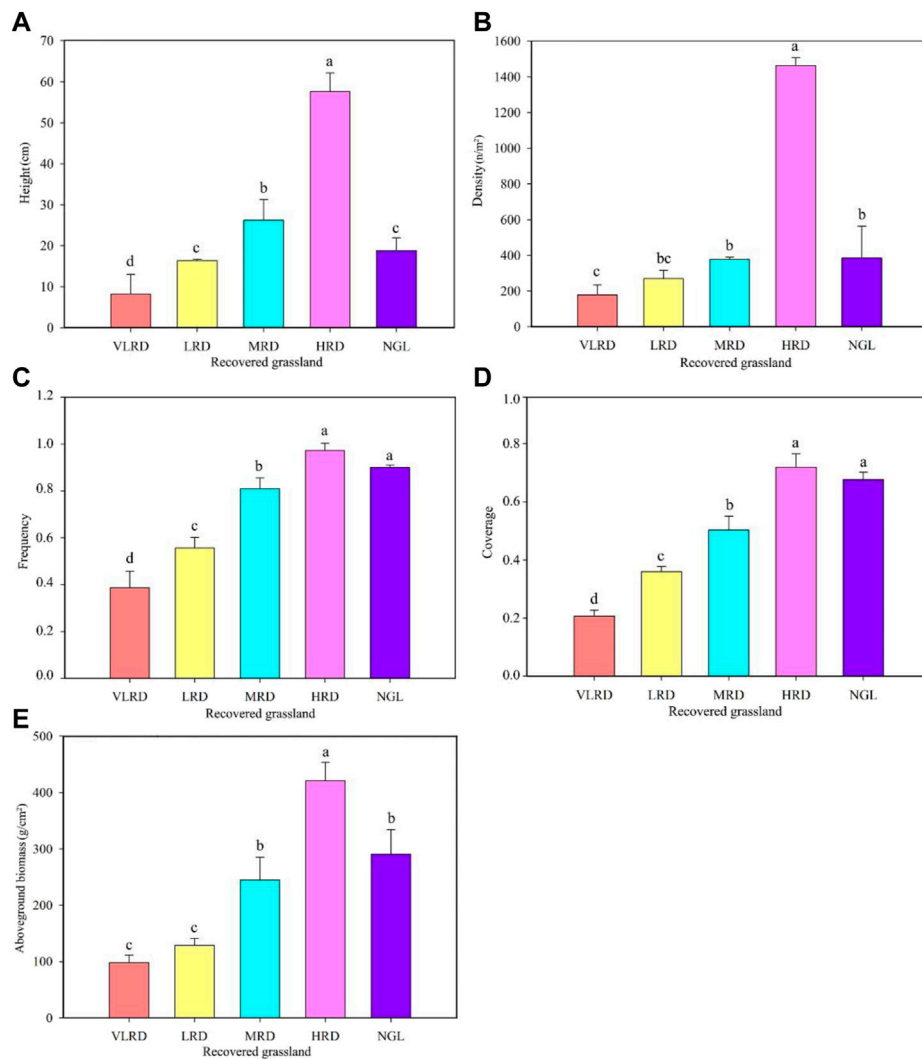 A
70
60
50
40
30
20
10
0
Height(cm)
d
c
b
a
c
VLRD LRD MRD HRD NGL
Recovered grassland
B
1600
1400
1200
1000
800
600
400
200
0
Density(n/m²)
c
bc
b
a
b
VLRD LRD MRD HRD NGL
Recovered grassland
C
1.2
1.0
0.8
0.6
0.4
0.2
0.0
Frequency
d
c
b
a
a
VLRD LRD MRD HRD NGL
Recovered grassland
D
1.0
0.8
0.6
0.4
0.2
0.0
Coverage
d
c
b
a
a
VLRD LRD MRD HRD NGL
Recovered grassland
E
500
400
300
200
100
0
Aboveground biomass(g/cm²)
c
c
b
a
b
VLRD LRD MRD HRD NGL
Recovered grassland